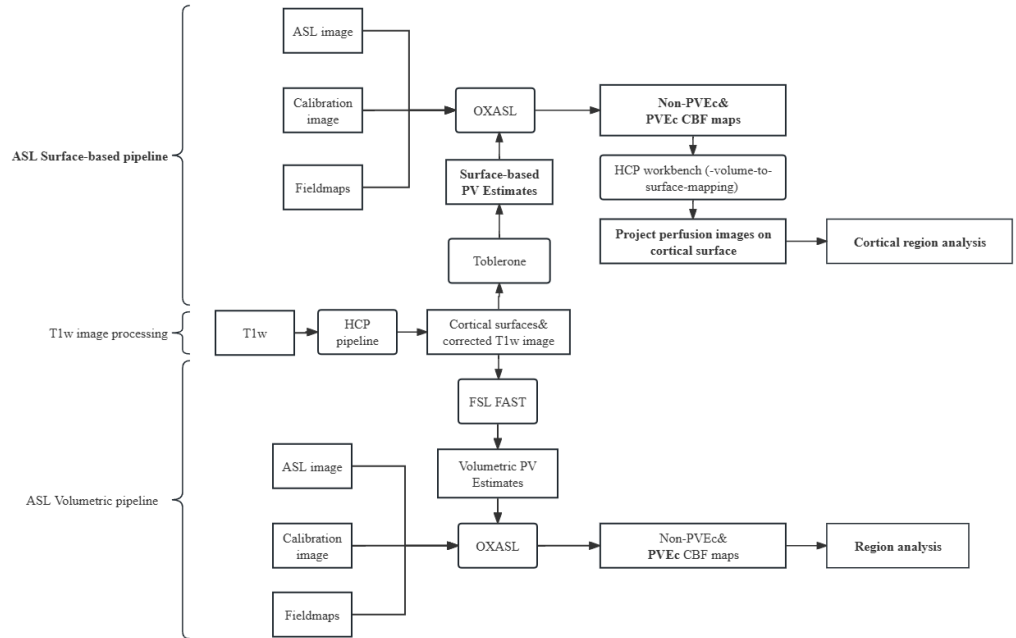 ASL Surface-based pipeline
ASL image
Calibration
image
Fieldmaps
OXASL
Surface-based
PV Estimates
Toblerone
Non-PVEc&
PVEc CBF maps
HCP workbench (-volume-to-
surface-mapping)
Project perfusion images on
cortical surface
Cortical region analysis
T1w image processing
T1w
HCP
pipeline
Cortical surfaces&
corrected T1w image
ASL Volumetric pipeline
FSL FAST
Volumetric PV
Estimates
ASL image
Calibration
image
Fieldmaps
OXASL
Non-PVEc&
PVEc CBF maps
Region analysis